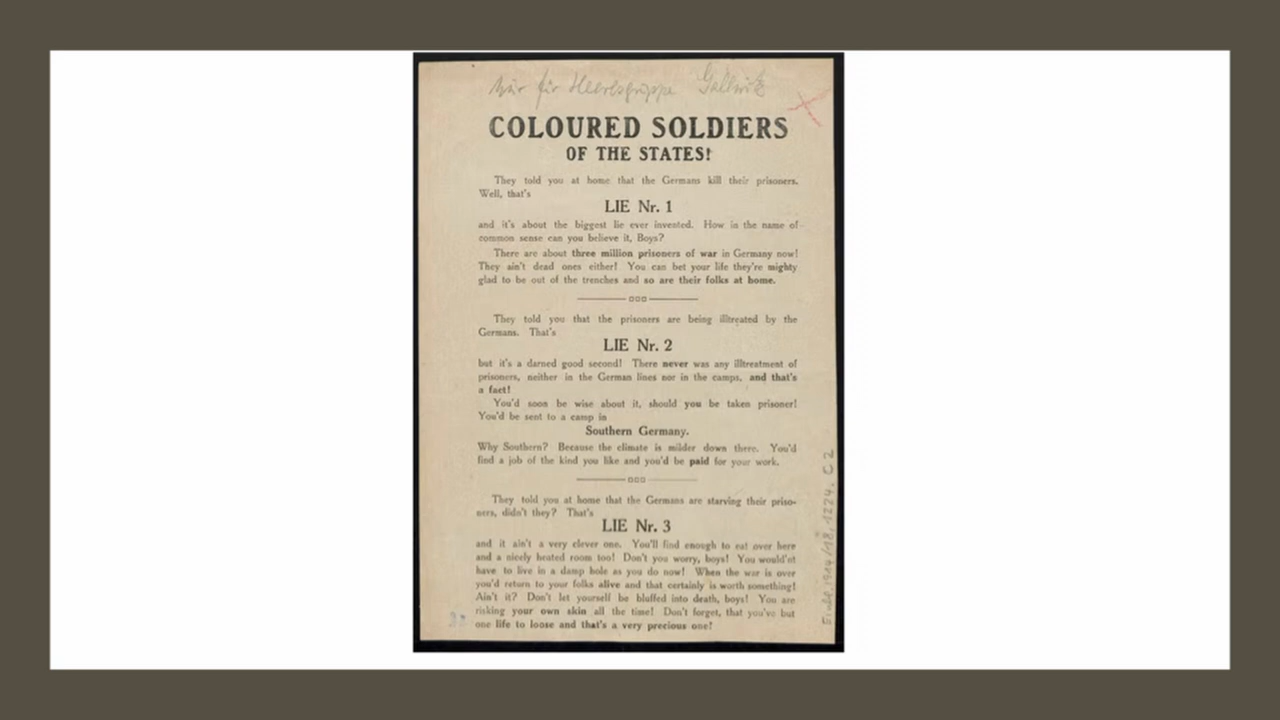 nur für Heeresgruppe Gallwitz
COLOURED SOLDIERS
OF THE STATES!
They told you at home that the Germans kill their prisoners.
Well, that's
LIE Nr. 1
and it's about the biggest lie ever invented. How in the name of
common sense can you believe it, Boys?
There are about three million prisoners of war in Germany now!
They ain't dead ones either! You can bet your life they're mighty
glad to be out of the trenches and so are their folks at home.
They told you that the prisoners are being illtreated by the
Germans. That's
LIE Nr. 2
but it's a darned good second! There never was any illtreatment of
prisoners, neither in the German lines nor in the camps, and that's
a fact!
You'd soon be wise about it, should you be taken prisoner!
You'd be sent to a camp in
Southern Germany.
Why Southern? Because the climate is milder down there. You'd
find a job of the kind you like and you'd be paid for your work.
They told you at home that the Germans are starving their priso-
ners, didn't they? That's
LIE Nr. 3
and it ain't a very clever one. You'll find enough to eat over here
and a nicely heated room too! Don't you worry, boys! You would'nt
have to live in a damp hole as you do now! When the war is over
you'd return to your folks alive and that certainly is worth something!
Ain't it? Don't let yourself be bluffed into death, boys! You are
risking your own skin all the time! Don't forget, that you've but
one life to loose and that's a very precious one!
1914/18, 1224. C 2